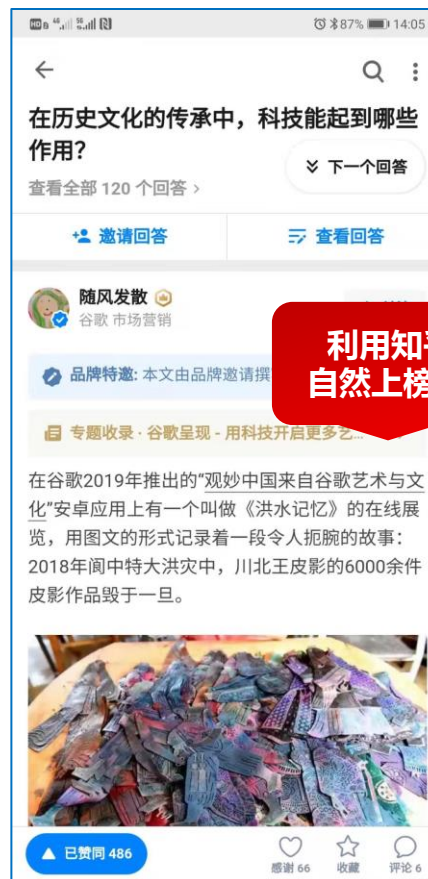 87% 14:05
在历史文化的传承中，科技能起到哪些
作用？
下一个回答
查看全部 120 个回答 >
邀请回答
查看回答
随风发散
谷歌 市场营销
利用知
自然上榜
品牌特邀: 本文由品牌邀请撰
专题收录 · 谷歌呈现 - 用科技开启更多艺...
在谷歌2019年推出的“观妙中国来自谷歌艺术与文
化”安卓应用上有一个叫做《洪水记忆》的在线展
览，用图文的形式记录着一段令人扼腕的故事：
2018年阆中特大洪灾中，川北王皮影的6000余件
皮影作品毁于一旦。
已赞同 486
感谢 66
收藏
评论 6